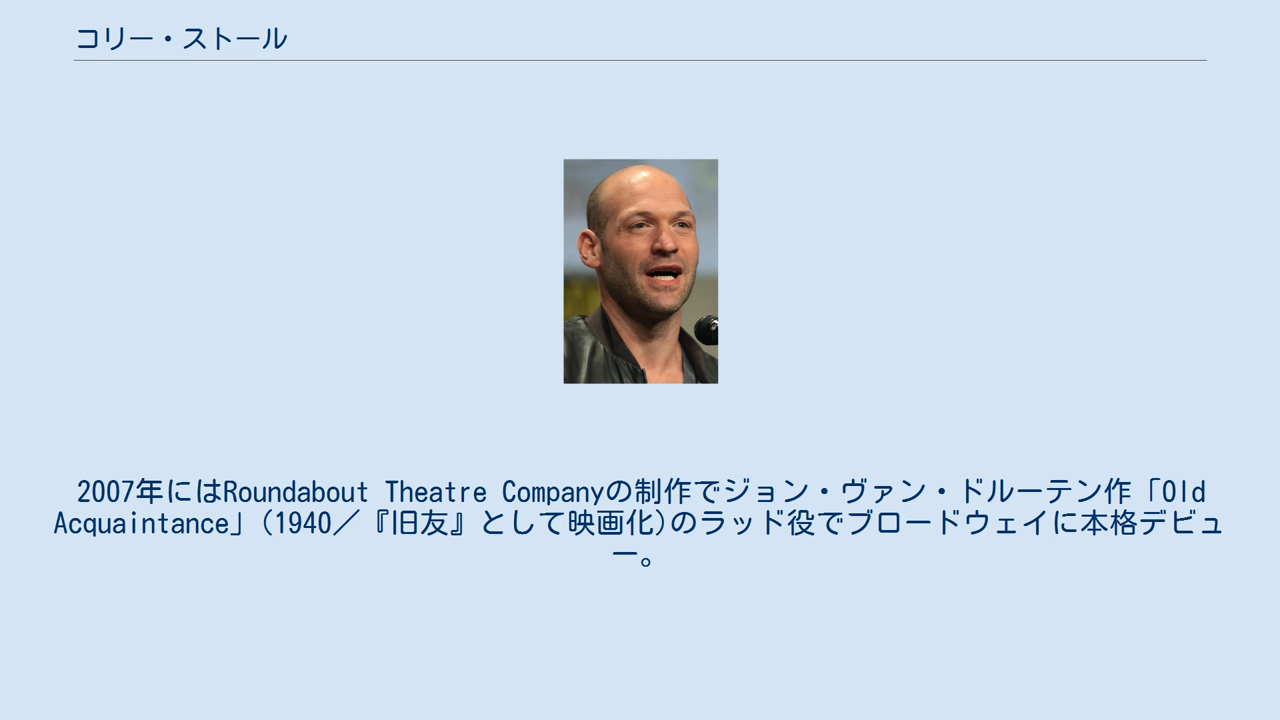 コリー・ストール
2007年にはRoundabout Theatre Companyの制作でジョン・ヴァン・ドルーテン作「Old
Acquaintance」(1940／『旧友』として映画化)のラッド役でブロードウェイに本格デビュ
ー。